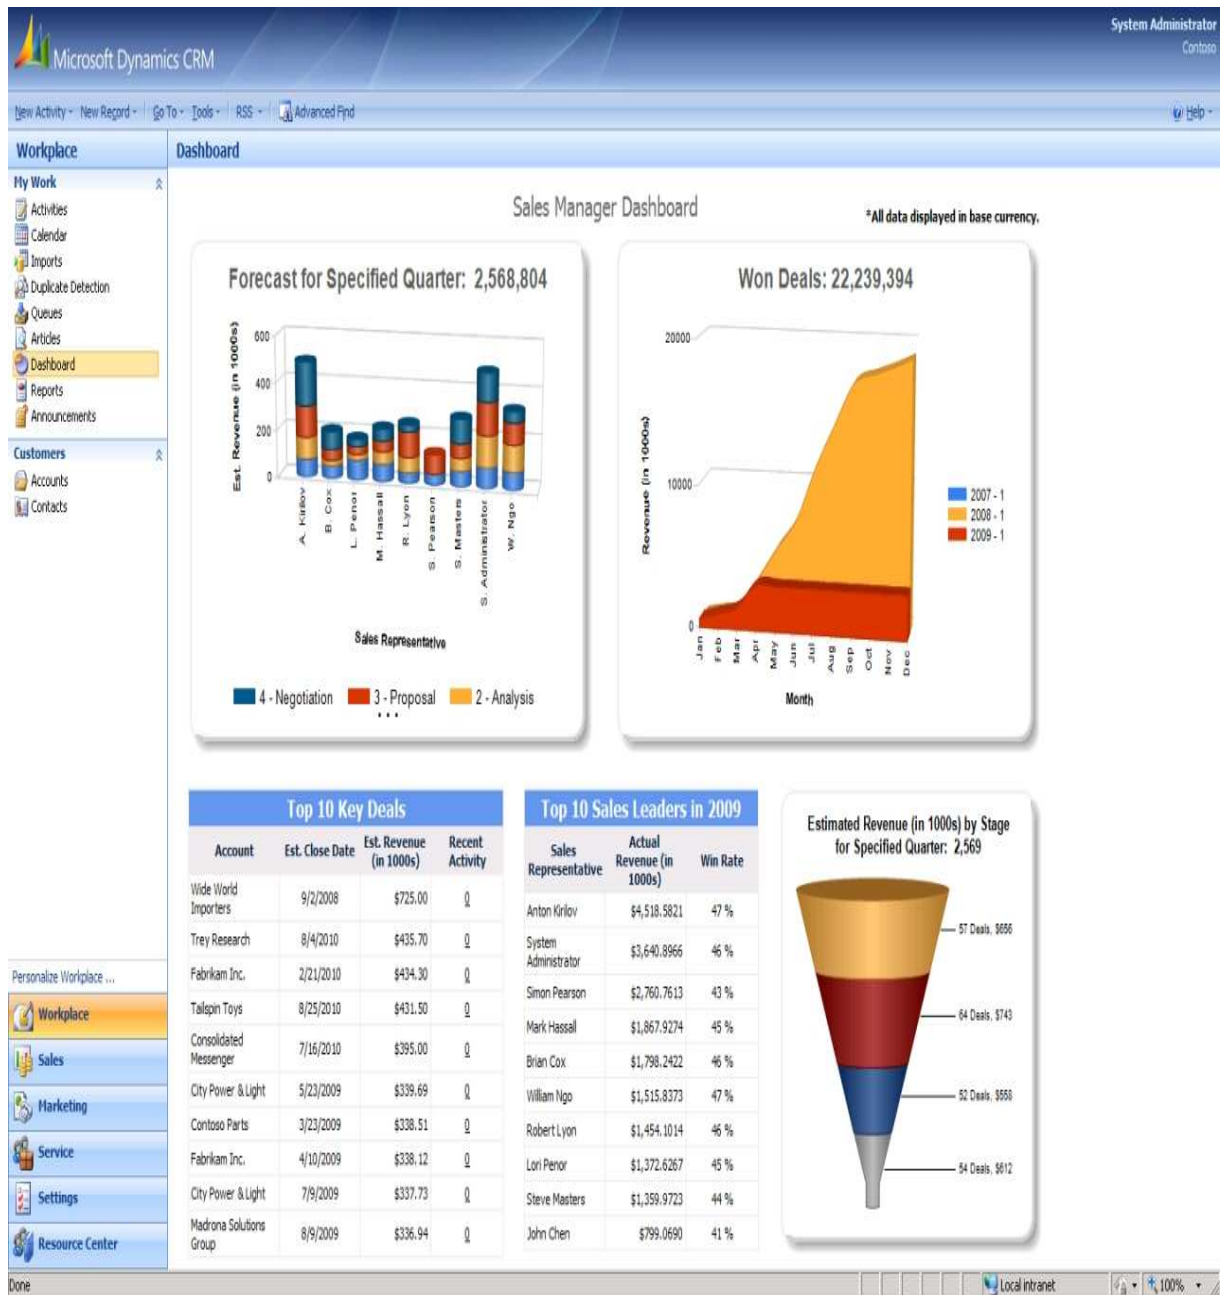 System Administrator
Contoso
Microsoft Dynamics CRM
New Activity New Record Go To Tools RSS Advanced Find Help
Workplace
My Work
Activities
Calendar
Imports
Duplicate Detection
Queues
Articles
Dashboard
Reports
Announcements
Customers
Accounts
Contacts
Personalize Workplace ...
Workplace
Sales
Marketing
Service
Settings
Resource Center
Dashboard
Sales Manager Dashboard
*All data displayed in base currency.
Forecast for Specified Quarter: 2,568,804
Est. Revenue (in 1000s)
600
400
200
0
A. Kirilov
B. Cox
L. Penor
M. Hassall
R. Lyon
S. Pearson
S. Masters
S. Administrator
W. Ngo
Sales Representative
4 - Negotiation 3 - Proposal 2 - Analysis
...
Won Deals: 22,239,394
Revenue (in 1000s)
20000
10000
0
Jan
Feb
Mar
Apr
May
Jun
Jul
Aug
Sep
Oct
Nov
Dec
Month
2007 - 1
2008 - 1
2009 - 1
Top 10 Key Deals
Account Est. Close Date Est. Revenue (in 1000s) Recent Activity
Wide World Importers 9/2/2008 $725.00 0
Trey Research 8/4/2010 $435.70 0
Fabrikam Inc. 2/21/2010 $434.30 0
Tailspin Toys 8/25/2010 $431.50 0
Consolidated Messenger 7/16/2010 $395.00 0
City Power & Light 5/23/2009 $339.69 0
Contoso Parts 3/23/2009 $338.51 0
Fabrikam Inc. 4/10/2009 $338.12 0
City Power & Light 7/9/2009 $337.73 0
Madrona Solutions Group 8/9/2009 $336.94 0
Top 10 Sales Leaders in 2009
Sales Representative Actual Revenue (in 1000s) Win Rate
Anton Kirilov $4,518.5821 47 %
System Administrator $3,640.8966 46 %
Simon Pearson $2,760.7613 43 %
Mark Hassall $1,867.9274 45 %
Brian Cox $1,798.2422 46 %
William Ngo $1,515.8373 47 %
Robert Lyon $1,454.1014 46 %
Lori Penor $1,372.6267 45 %
Steve Masters $1,359.9723 44 %
John Chen $799.0690 41 %
Estimated Revenue (in 1000s) by Stage
for Specified Quarter: 2,569
57 Deals, $656
64 Deals, $743
52 Deals, $558
54 Deals, $612
Done
Local intranet
100%